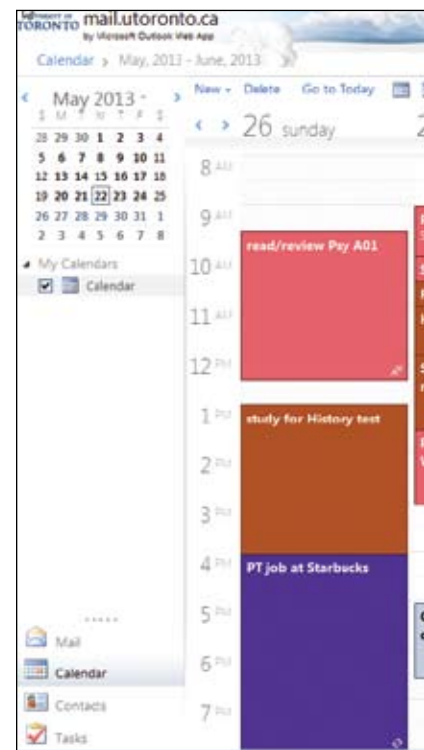 UNIVERSITY OF
TORONTO mail.utoronto.ca
by Microsoft Outlook Web App
Calendar > May, 2013 - June, 2013
May 2013
S M T W T F S
28 29 30 1 2 3 4
5 6 7 8 9 10 11
12 13 14 15 16 17 18
19 20 21 22 23 24 25
26 27 28 29 30 31 1
2 3 4 5 6 7 8
My Calendars
Calendar
Mail
Calendar
Contacts
Tasks
New Delete Go to Today
26 sunday
8 AM
9 AM
read/review Psy A01
10 AM
11 AM
12 PM
1 PM
study for History test
2 PM
3 PM
4 PM
PT job at Starbucks
5 PM
6 PM
7 PM